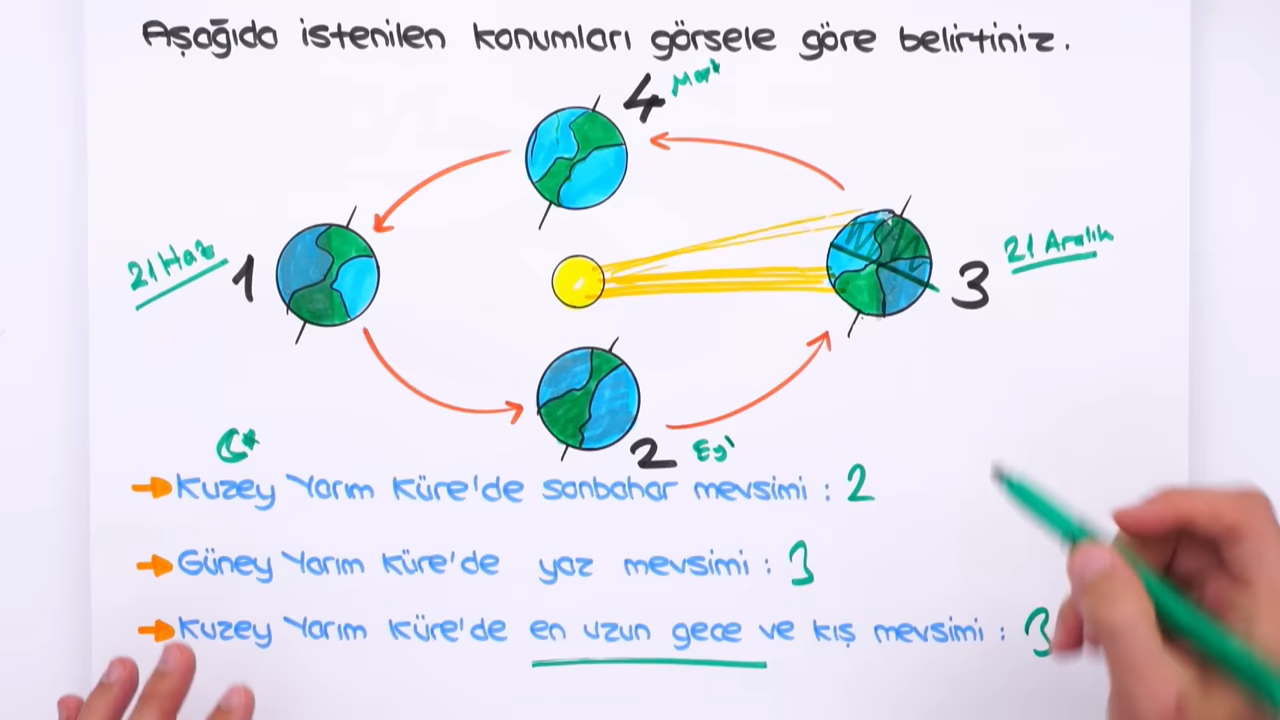 Aşağıda istenilen konumları görsele göre belirtiniz.
4 Mart
21 Haz 1
3 21 Aralık
2 Eyl
Kuzey Yarım Küre'de sonbahar mevsimi : 2
Güney Yarım Küre'de yaz mevsimi : 3
Kuzey Yarım Küre'de en uzun gece ve kış mevsimi : 3